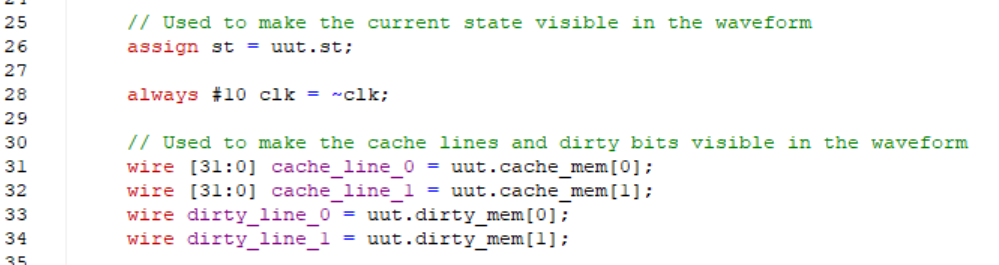 25 // Used to make the current state visible in the waveform
26 assign st = uut.st;
27
28 always #10 clk = ~clk;
29
30 // Used to make the cache lines and dirty bits visible in the waveform
31 wire [31:0] cache_line_0 = uut.cache_mem[0];
32 wire [31:0] cache_line_1 = uut.cache_mem[1];
33 wire dirty_line_0 = uut.dirty_mem[0];
34 wire dirty_line_1 = uut.dirty_mem[1];
35